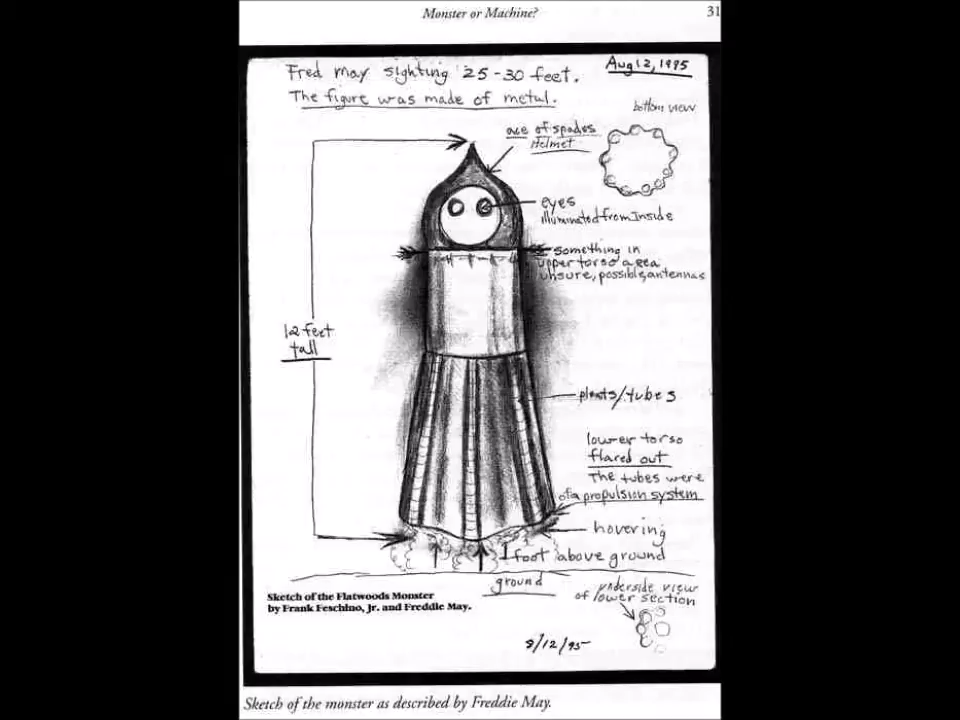 Monster or Machine?
31
Fred may sighting 25-30 feet.
Aug 12, 1995
The figure was made of metal.
bottom view
ace of spades
Helmet
eyes
illuminated from Inside
something in
upper torso area
unsure, possible antennas
12 feet
tall
pleats/tubes
lower torso
flared out
The tubes were
of a propulsion system
hovering
1 foot above ground
ground
underside view
of lower section
Sketch of the Flatwoods Monster
by Frank Feschino, Jr. and Freddie May.
8/12/95
Sketch of the monster as described by Freddie May.